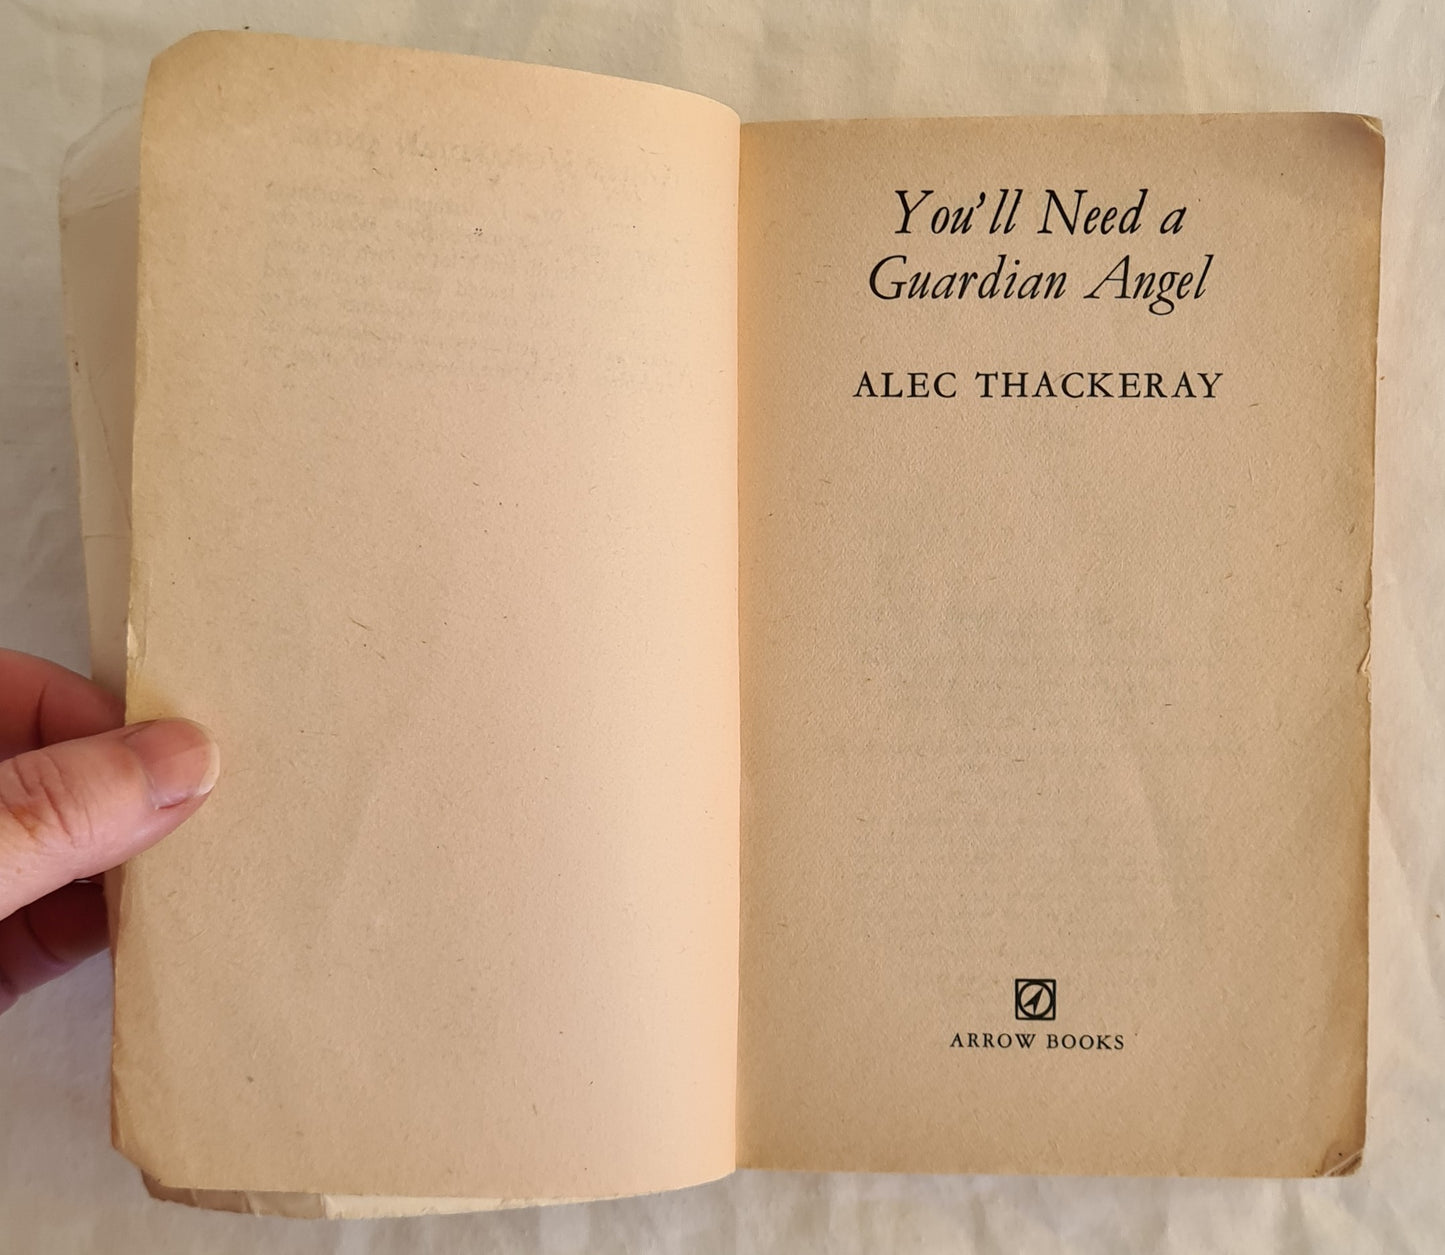 You'll Need a
Guardian Angel
ALEC THACKERAY
ARROW BOOKS